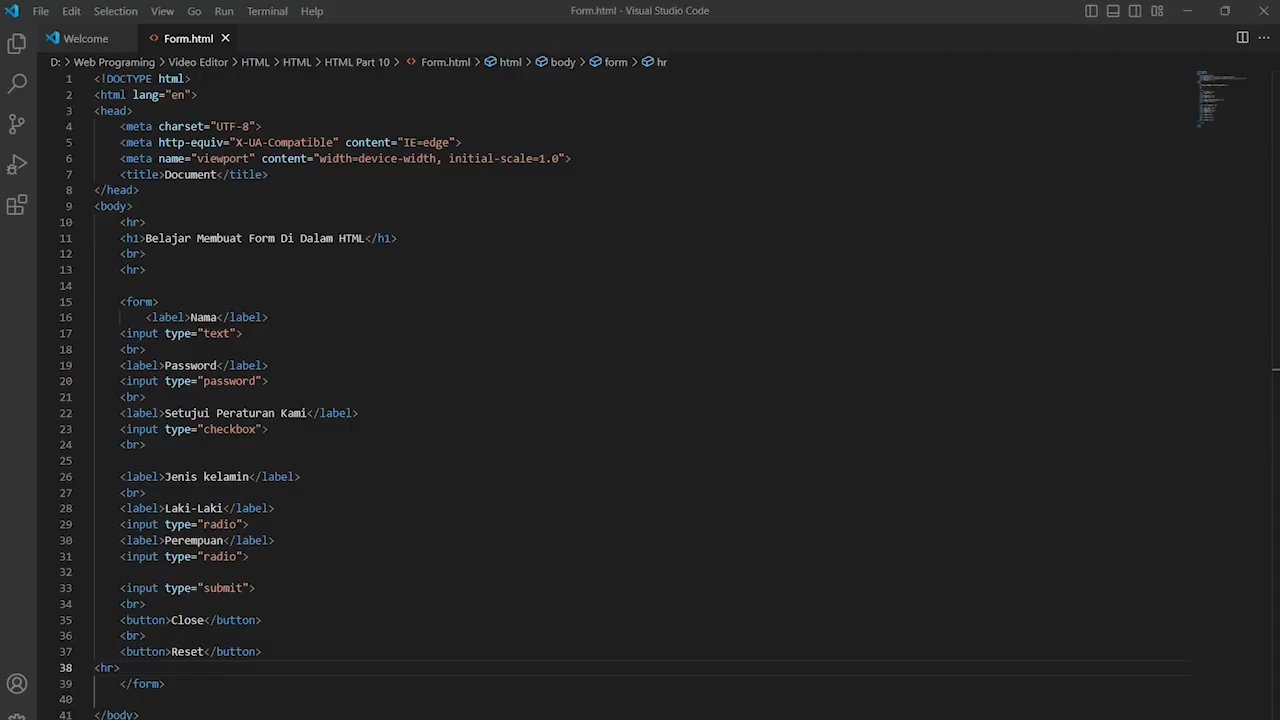 File Edit Selection View Go Run Terminal Help
Form.html - Visual Studio Code
Welcome
Form.html
D: > Web Programing > Video Editor > HTML > HTML > HTML Part 10 > Form.html > html > body > form > hr
1 <!DOCTYPE html>
2 <html lang="en">
3 <head>
4 <meta charset="UTF-8">
5 <meta http-equiv="X-UA-Compatible" content="IE=edge">
6 <meta name="viewport" content="width=device-width, initial-scale=1.0">
7 <title>Document</title>
8 </head>
9 <body>
10 <hr>
11 <h1>Belajar Membuat Form Di Dalam HTML</h1>
12 <br>
13 <hr>
14
15 <form>
16 <label>Nama</label>
17 <input type="text">
18 <br>
19 <label>Password</label>
20 <input type="password">
21 <br>
22 <label>Setujui Peraturan Kami</label>
23 <input type="checkbox">
24 <br>
25
26 <label>Jenis kelamin</label>
27 <br>
28 <label>Laki-Laki</label>
29 <input type="radio">
30 <label>Perempuan</label>
31 <input type="radio">
32
33 <input type="submit">
34 <br>
35 <button>Close</button>
36 <br>
37 <button>Reset</button>
38 <hr>
39 </form>
40
41 </body>